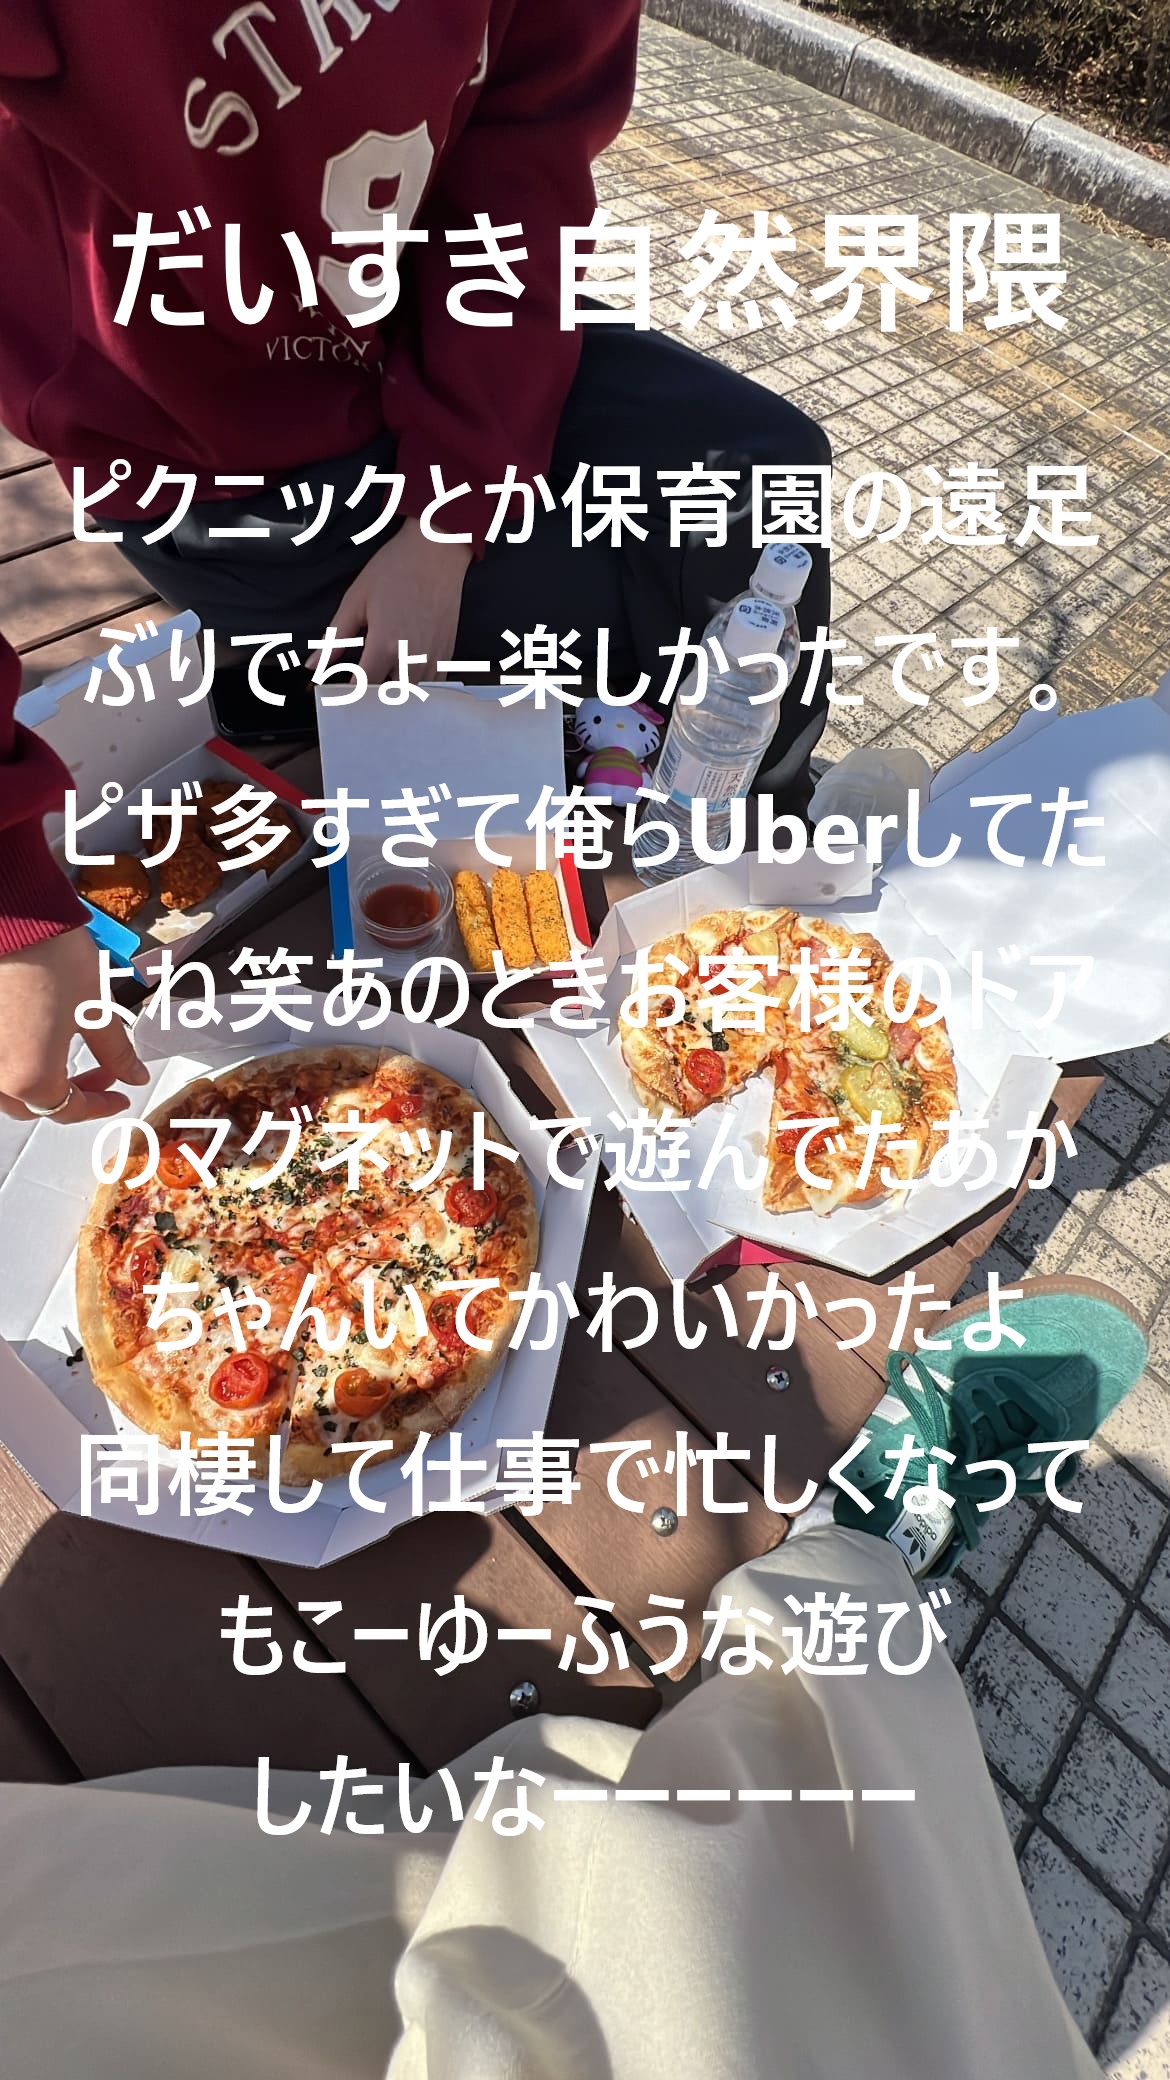 だいすき自然界隈
ピクニックとか保育園の遠足
ぶりでちょー楽しかったです。
ピザ多すぎて俺らUberしてた
よね笑あのときお客様のドア
のマグネットで遊んでたあか
ちゃんいてかわいかったよ
同棲して仕事で忙しくなって
もこーゆーふうな遊び
したいなーーーーーー
VICTO
adidas
天然水